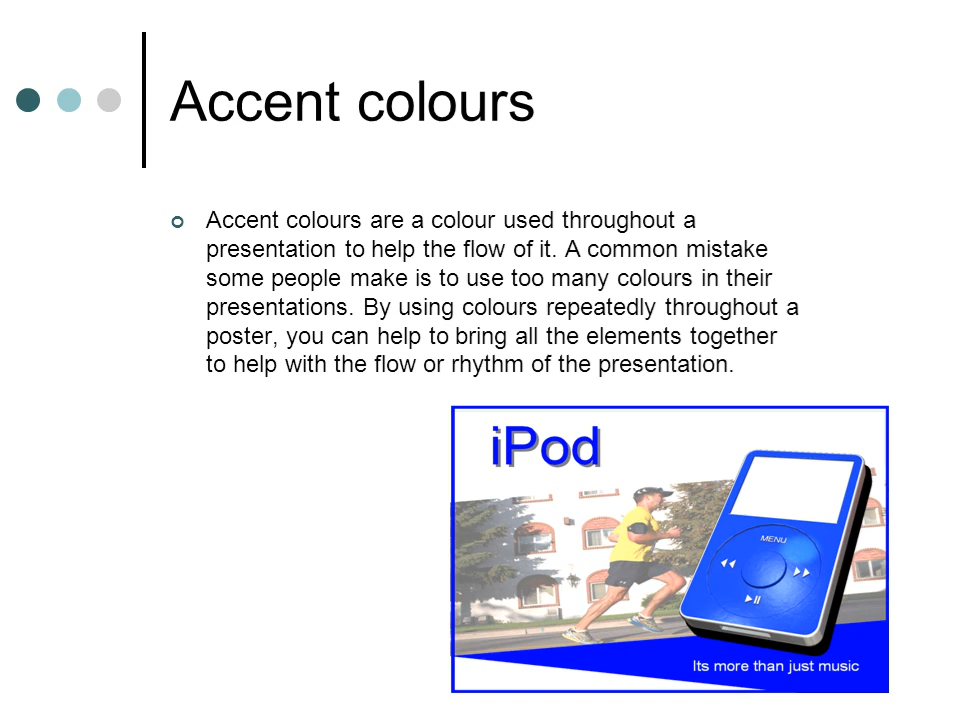 Accent colours
Accent colours are a colour used throughout a
presentation to help the flow of it. A common mistake
some people make is to use too many colours in their
presentations. By using colours repeatedly throughout a
poster, you can help to bring all the elements together
to help with the flow or rhythm of the presentation.
iPod
MENU
Its more than just music